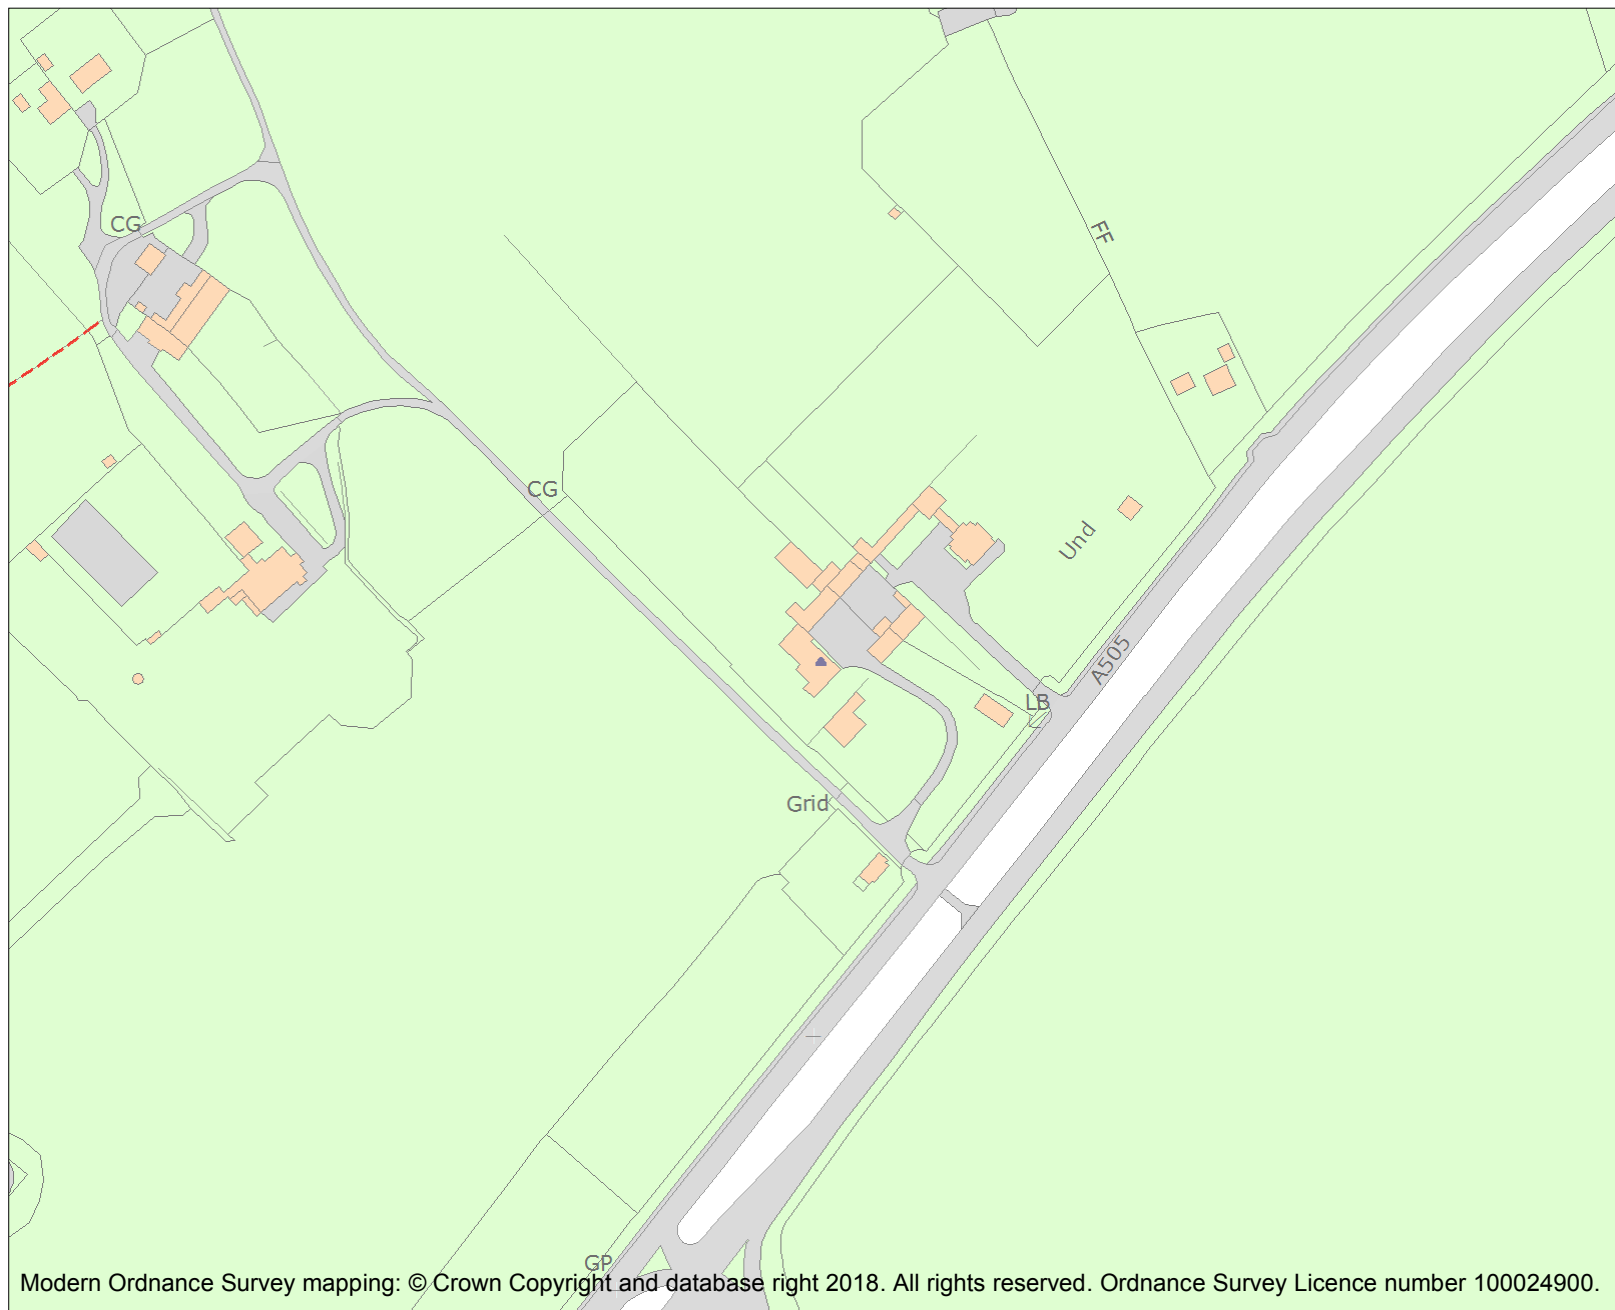 CG
FF
CG
Und
A505
LB
Grid
GP
Modern Ordnance Survey mapping: © Crown Copyright and database right 2018. All rights reserved. Ordnance Survey Licence number 100024900.